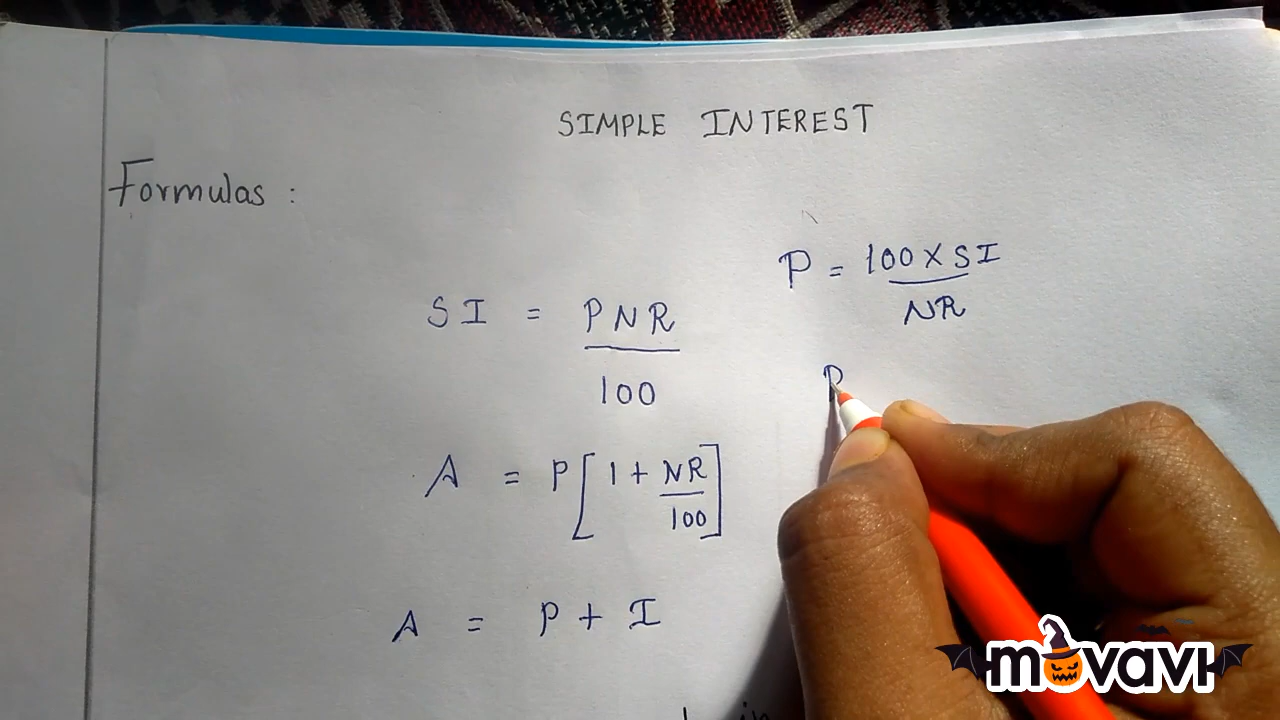 SIMPLE INTEREST
Formulas :
P = 100 X SI
NR
SI = PNR
100
P
A = P[1 + NR
100]
A = P + I
movavi